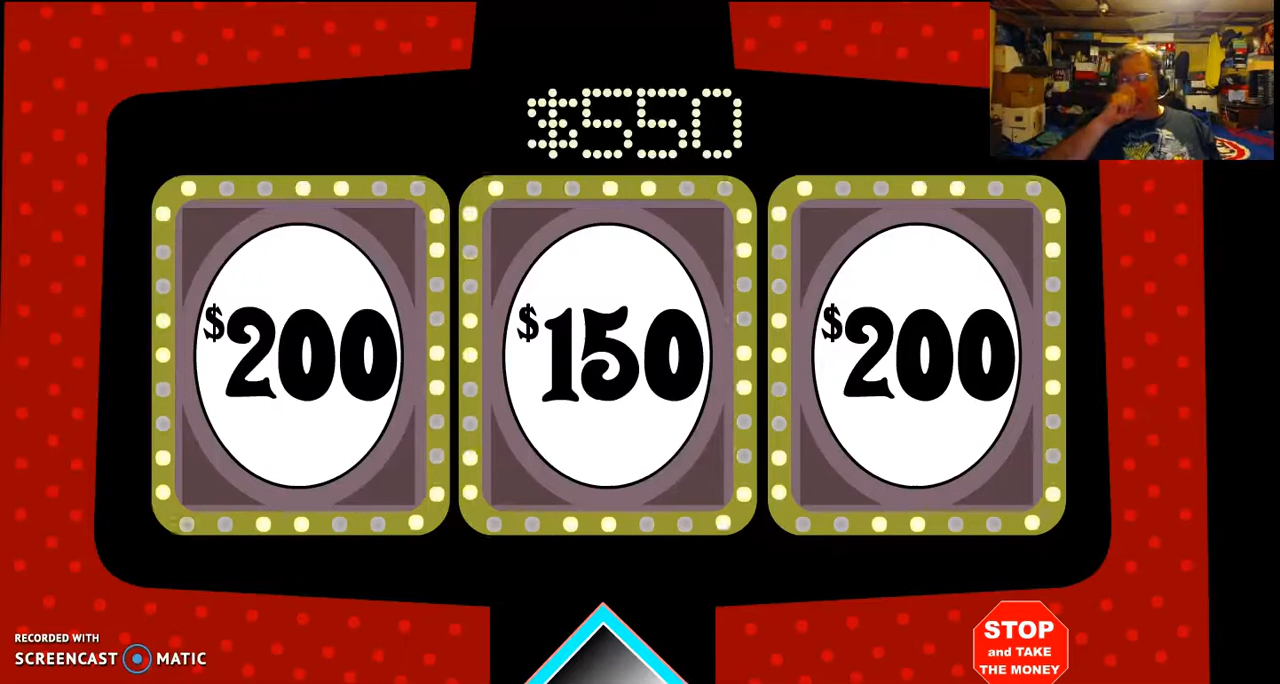 $550
$200
$150
$200
STOP
and TAKE
THE MONEY
RECORDED WITH
SCREENCAST MATIC